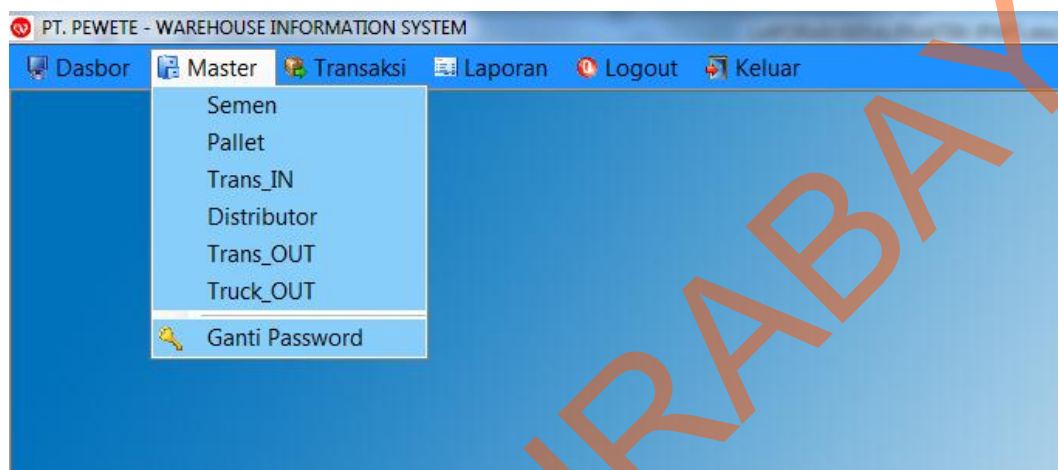 PT. PEWETE - WAREHOUSE INFORMATION SYSTEM
Dasbor Master Transaksi Laporan Logout Keluar
Semen
Pallet
Trans_IN
Distributor
Trans_OUT
Truck_OUT
Ganti Password
RABAY